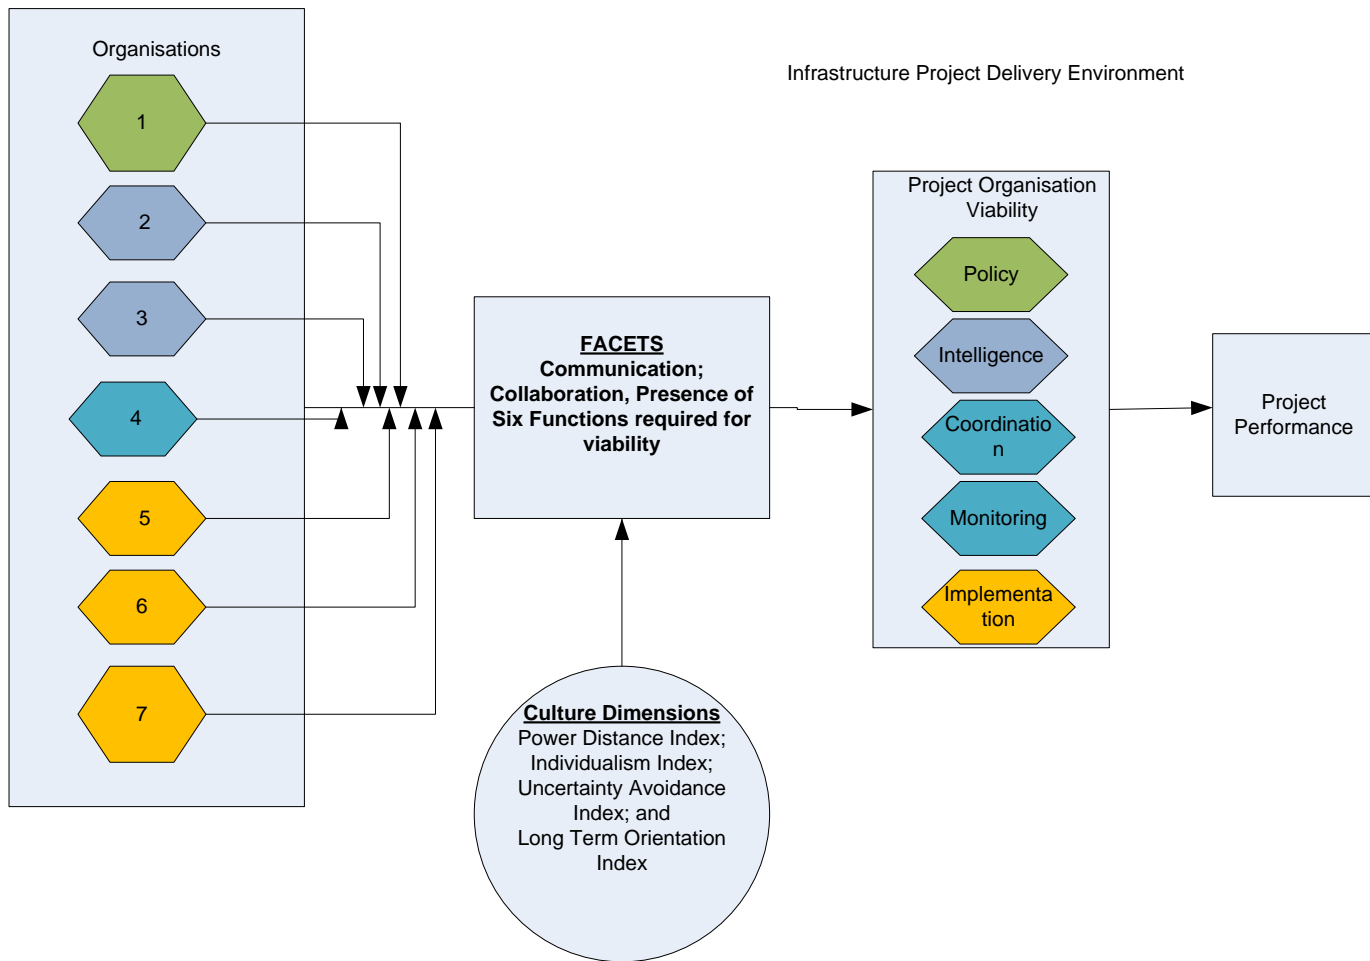 Organisations
1
2
3
4
5
6
7
Infrastructure Project Delivery Environment
FACETS
Communication;
Collaboration, Presence of
Six Functions required for
viability
Culture Dimensions
Power Distance Index;
Individualism Index;
Uncertainty Avoidance
Index; and
Long Term Orientation
Index
Project Organisation
Viability
Policy
Intelligence
Coordinatio
n
Monitoring
Implementa
tion
Project
Performance